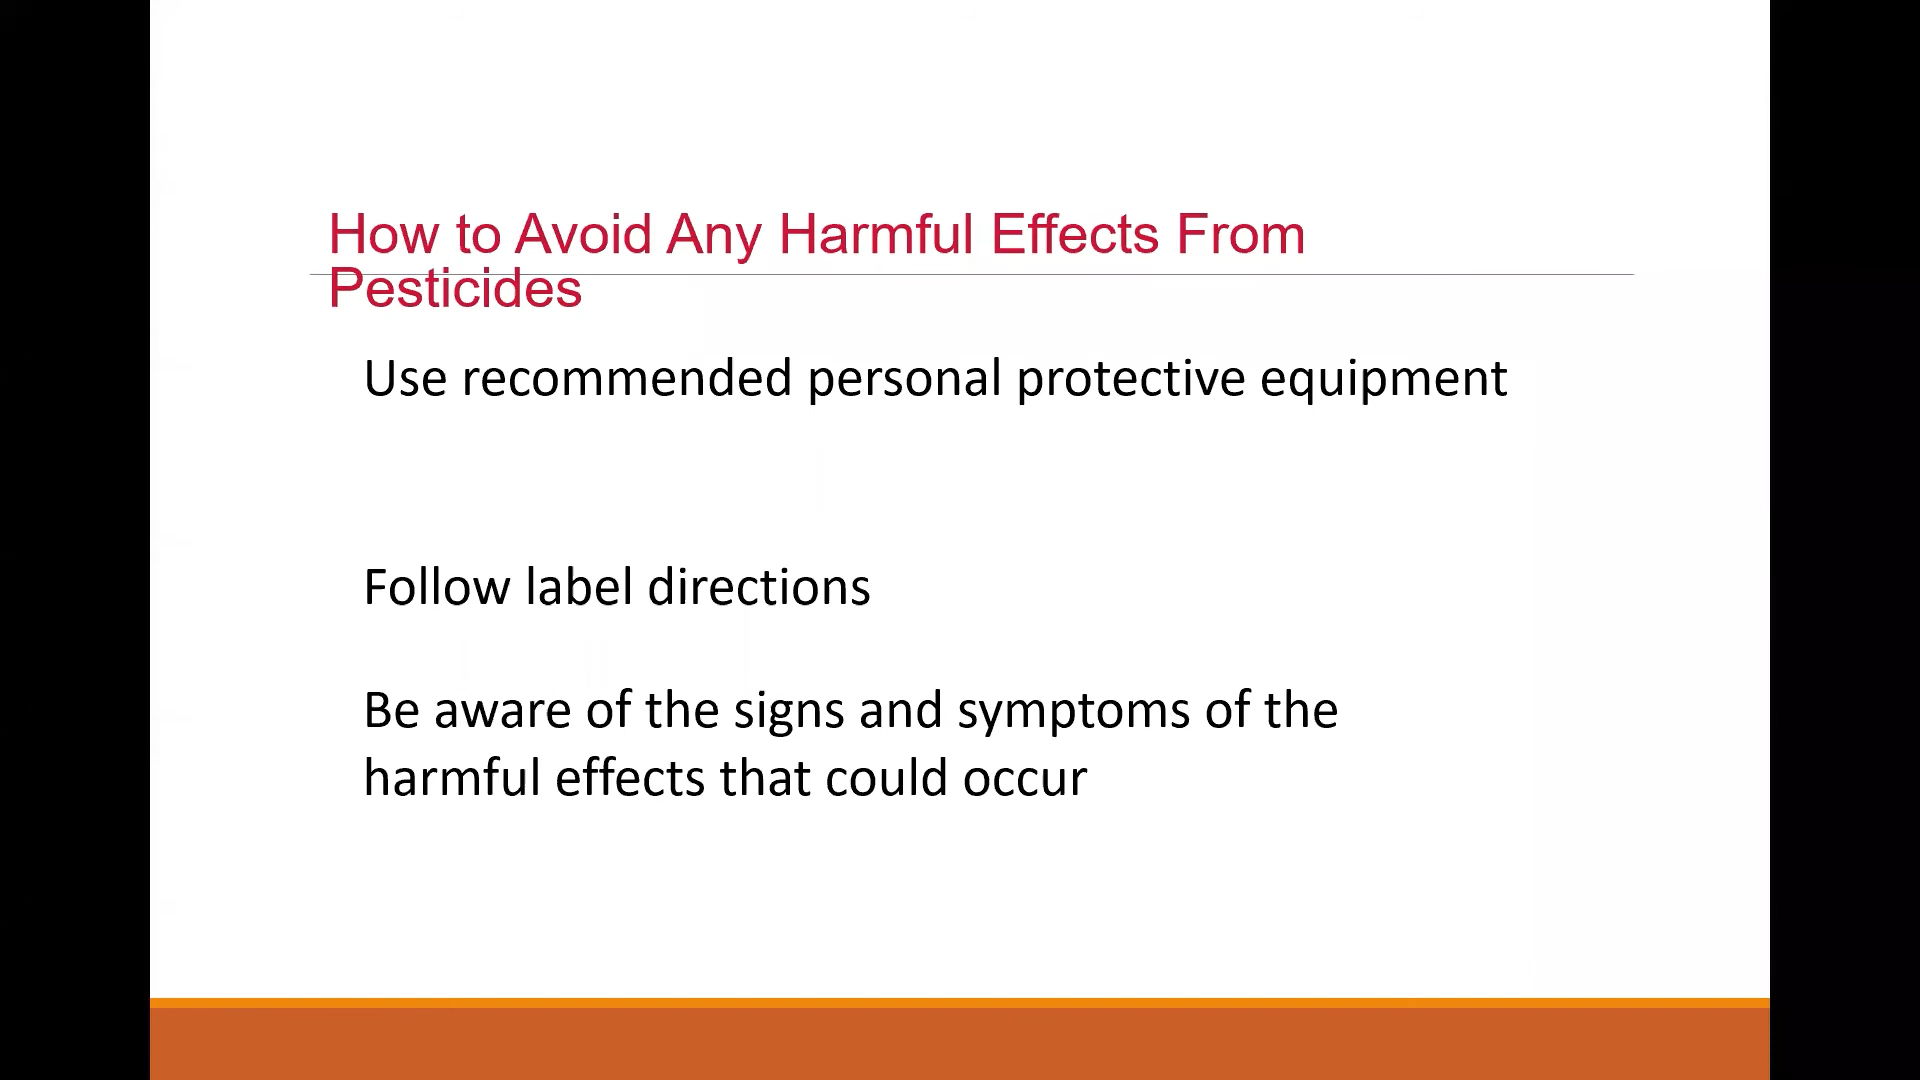 How to Avoid Any Harmful Effects From
Pesticides
Use recommended personal protective equipment
Follow label directions
Be aware of the signs and symptoms of the
harmful effects that could occur